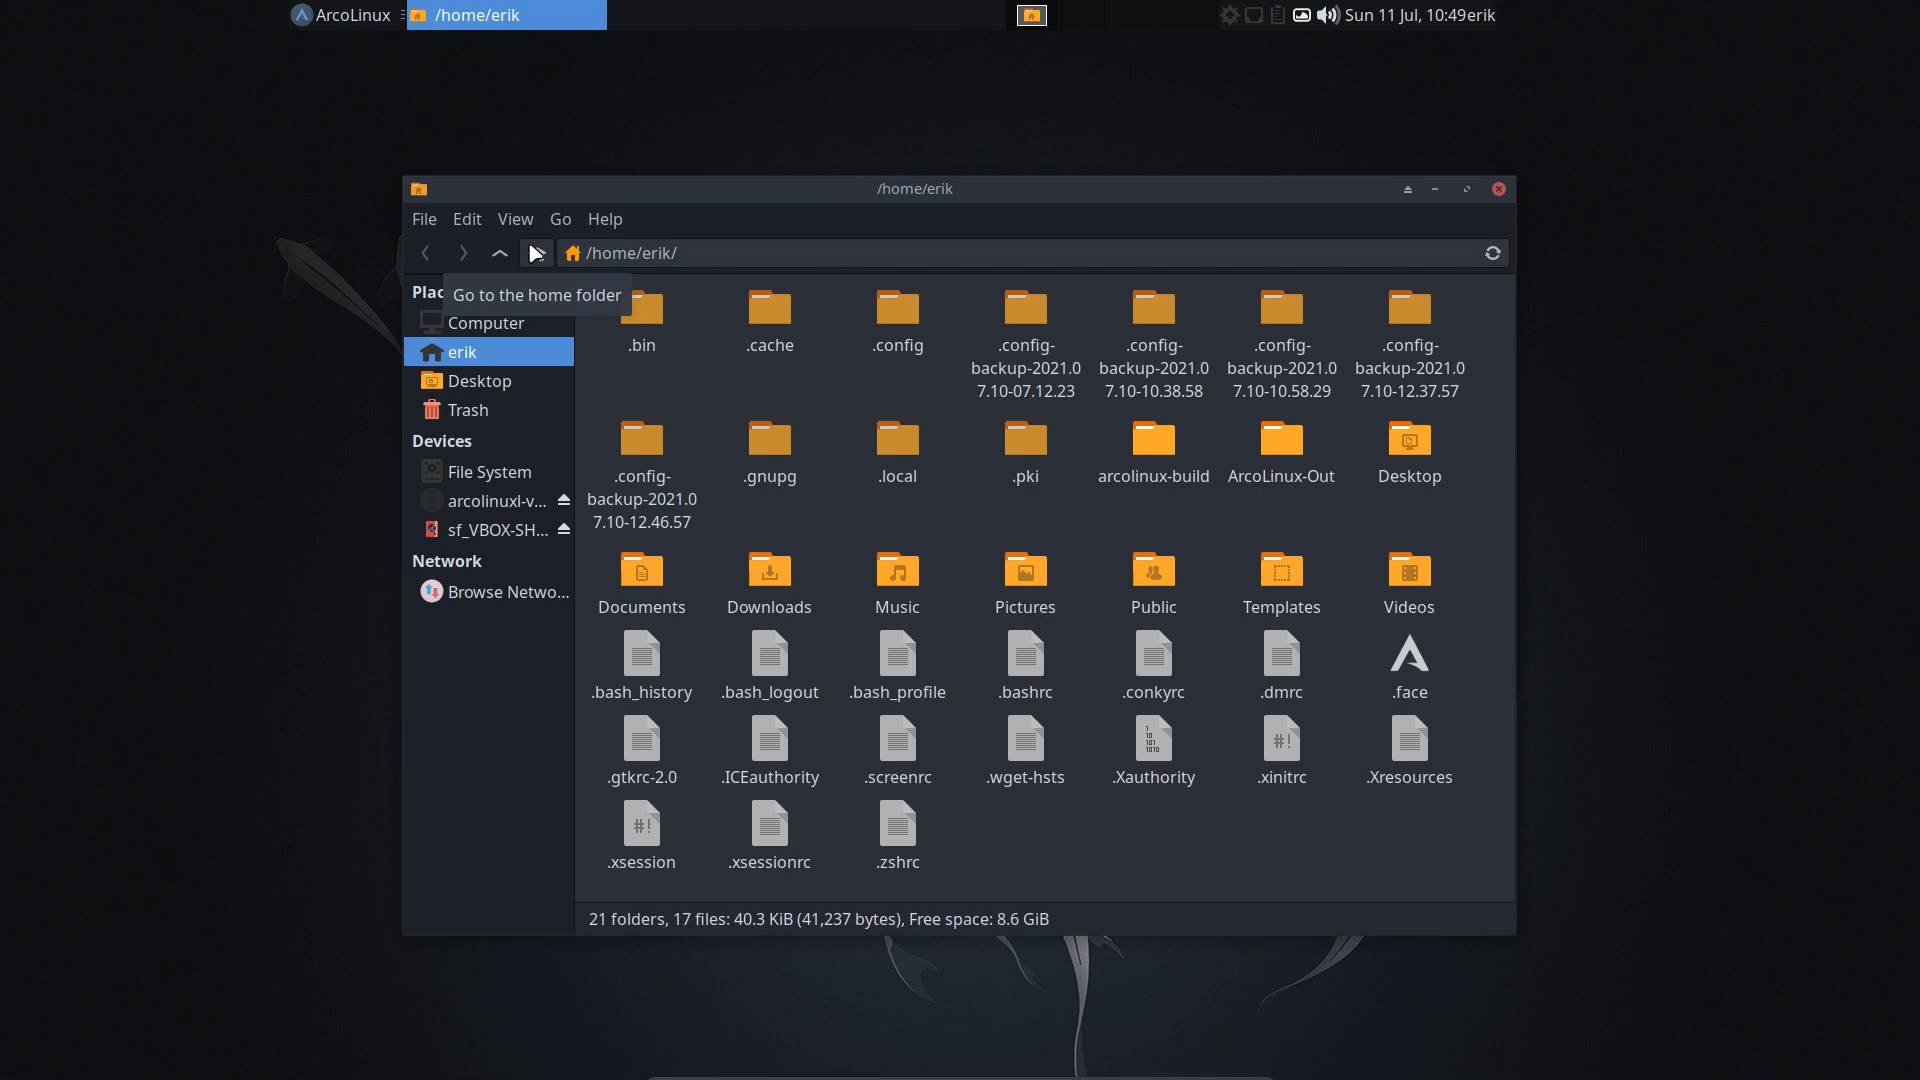 ArcoLinux
/home/erik
Sun 11 Jul, 10:49
erik
/home/erik
File Edit View Go Help
/home/erik/
Go to the home folder
Plac
Computer
erik
Desktop
Trash
Devices
File System
arcolinuxl-v...
sf_VBOX-SH...
Network
Browse Netwo...
.bin
.cache
.config
.config-
backup-2021.0
7.10-07.12.23
.config-
backup-2021.0
7.10-10.38.58
.config-
backup-2021.0
7.10-10.58.29
.config-
backup-2021.0
7.10-12.37.57
.config-
backup-2021.0
7.10-12.46.57
.gnupg
.local
.pki
arcolinux-build
ArcoLinux-Out
Desktop
Documents
Downloads
Music
Pictures
Public
Templates
Videos
.bash_history
.bash_logout
.bash_profile
.bashrc
.conkyrc
.dmrc
.face
.gtkrc-2.0
.ICEauthority
.screenrc
.wget-hsts
.Xauthority
.xinitrc
.Xresources
.xsession
.xsessionrc
.zshrc
21 folders, 17 files: 40.3 KiB (41,237 bytes), Free space: 8.6 GiB